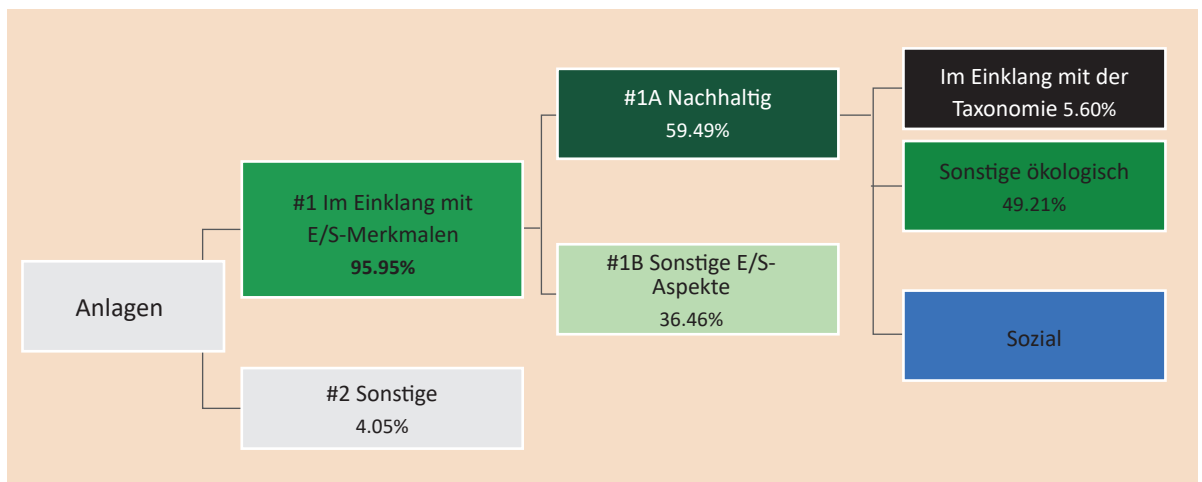 Anlagen
#1 Im Einklang mit
E/S-Merkmalen
95.95%
#2 Sonstige
4.05%
#1A Nachhaltig
59.49%
#1B Sonstige E/S-
Aspekte
36.46%
Im Einklang mit der
Taxonomie 5.60%
Sonstige ökologisch
49.21%
Sozial